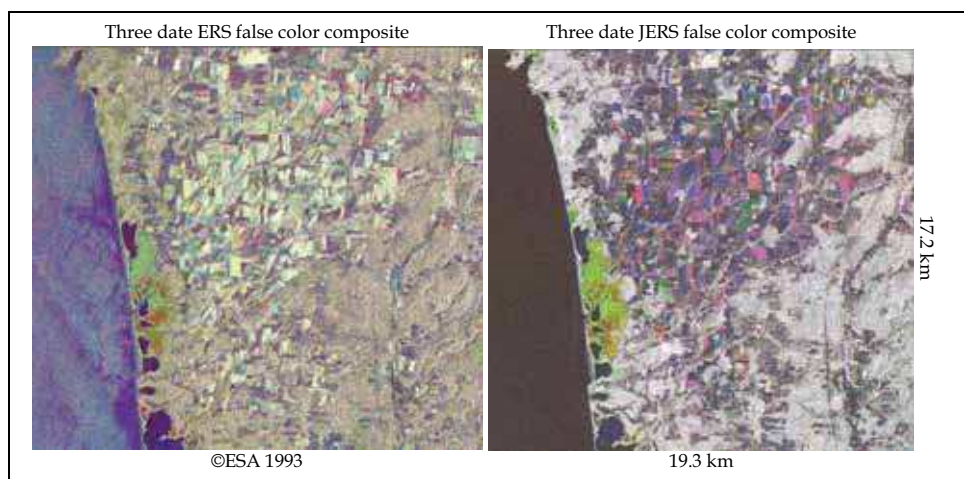 Three date ERS false color composite
Three date JERS false color composite
17.2 km
©ESA 1993
19.3 km